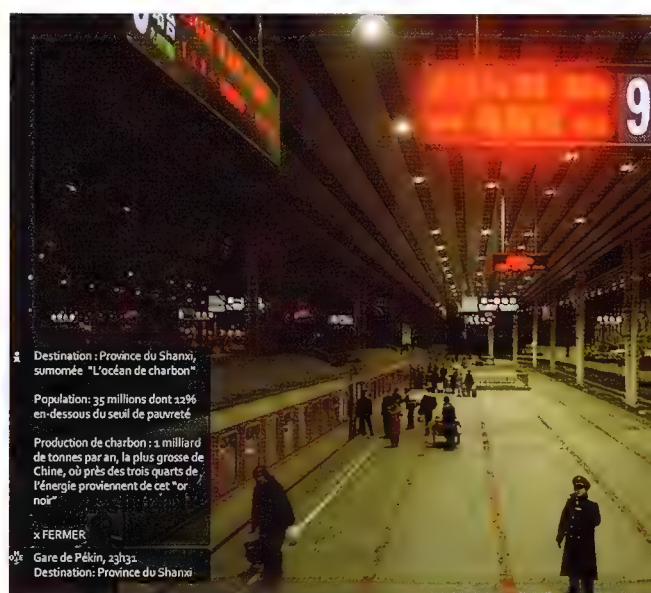 9
Destination : Province du Shanxi,
surnomée "L'océan de charbon"
Population: 35 millions dont 12%
en-dessous du seuil de pauvreté
Production de charbon : 1 milliard
de tonnes par an, la plus grosse de
Chine, où près des trois quarts de
l'énergie proviennent de cet "or
noir"
x FERMER
Gare de Pékin, 23h31
Destination: Province du Shanxi